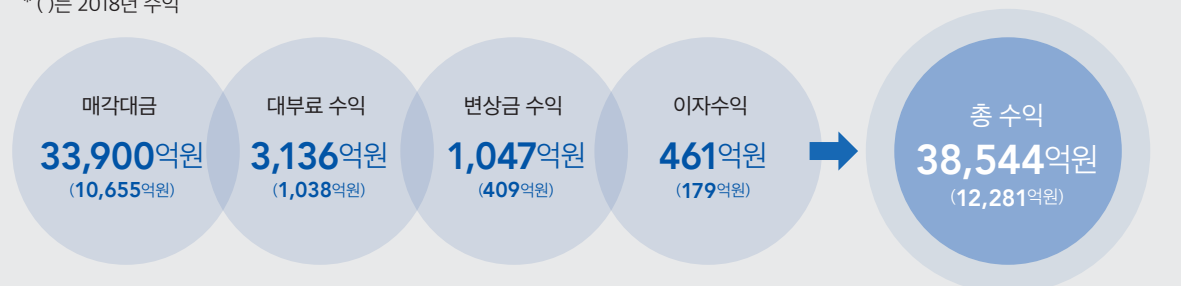 * ( )는 2018년 수익
매각대금
33,900억원
(10,655억원)
대부료 수익
3,136억원
(1,038억원)
변상금 수익
1,047억원
(409억원)
이자수익
461억원
(179억원)
총 수익
38,544억원
(12,281억원)